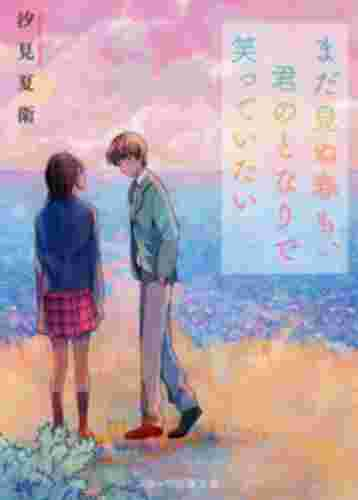 まだ見ぬ春も、
君のとなりで
笑っていたい
汐見夏衛